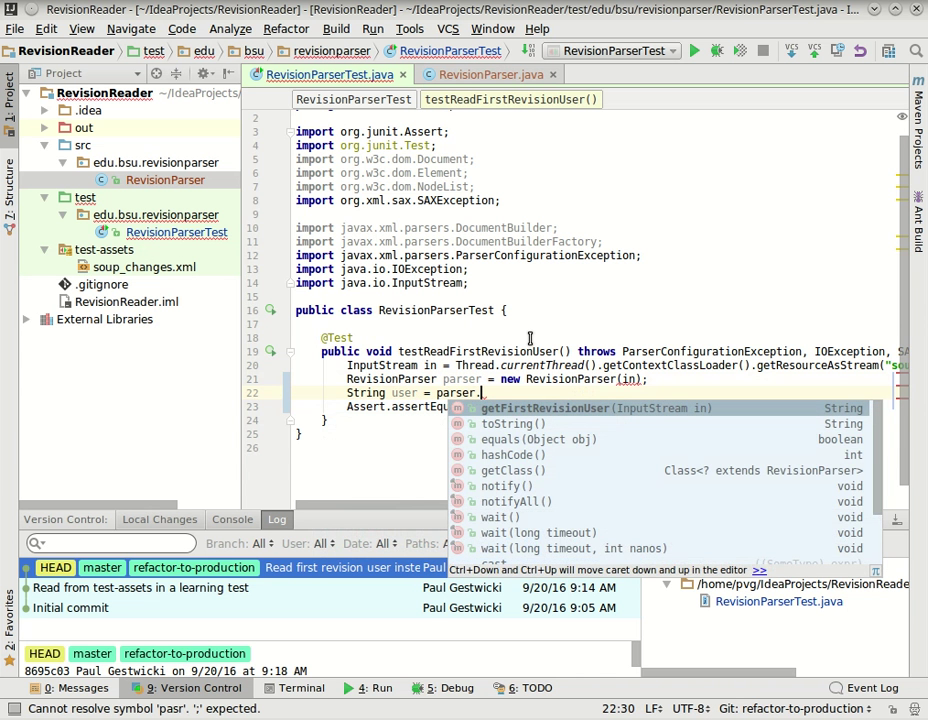 RevisionReader - [~/IdeaProjects/RevisionReader] - [RevisionReader] - ~/IdeaProjects/RevisionReader/test/edu/bsu/revisionparser/RevisionParserTest.java - I...
File Edit View Navigate Code Analyze Refactor Build Run Tools VCS Window Help
RevisionReader test edu bsu revisionparser RevisionParserTest RevisionParserTest VCS VCS
Project RevisionParserTest.java RevisionParser.java
RevisionParserTest testReadFirstRevisionUser()
1: Project
7: Structure
2: Favorites
RevisionReader ~/IdeaProjects/
.idea
out
src
edu.bsu.revisionparser
RevisionParser
test
edu.bsu.revisionparser
RevisionParserTest
test-assets
soup_changes.xml
.gitignore
RevisionReader.iml
External Libraries
2
3 import org.junit.Assert;
4 import org.junit.Test;
5 import org.w3c.dom.Document;
6 import org.w3c.dom.Element;
7 import org.w3c.dom.NodeList;
8 import org.xml.sax.SAXException;
9
10 import javax.xml.parsers.DocumentBuilder;
11 import javax.xml.parsers.DocumentBuilderFactory;
12 import javax.xml.parsers.ParserConfigurationException;
13 import java.io.IOException;
14 import java.io.InputStream;
15
16 public class RevisionParserTest {
17
18 @Test
19 public void testReadFirstRevisionUser() throws ParserConfigurationException, IOException, SA
20 InputStream in = Thread.currentThread().getContextClassLoader().getResourceAsStream("sou
21 RevisionParser parser = new RevisionParser(in);
22 String user = parser.
23 Assert.assertEqu
24 }
25 }
26
getFirstRevisionUser(InputStream in) String
toString() String
equals(Object obj) boolean
hashCode() int
getClass() Class<? extends RevisionParser>
notify() void
notifyAll() void
wait() void
wait(long timeout) void
wait(long timeout, int nanos) void
cast ((SomeType) expr)
Ctrl+Down and Ctrl+Up will move caret down and up in the editor >>
Maven Projects
Ant Build
Version Control: Local Changes Console Log
Branch: All User: All Date: All Paths: A
HEAD master refactor-to-production Read first revision user inste Paul Gestwicki 9/20/16 9:18 AM
Read from test-assets in a learning test Paul Gestwicki 9/20/16 9:14 AM
Initial commit Paul Gestwicki 9/20/16 9:05 AM
/home/pvg/IdeaProjects/RevisionReade
RevisionParserTest.java
HEAD master refactor-to-production
8695c03 Paul Gestwicki on 9/20/16 at 9:18 AM
0: Messages 9: Version Control Terminal 4: Run 5: Debug 6: TODO Event Log
Cannot resolve symbol 'pasr'. ';' expected. 22:30 LF÷ UTF-8÷ Git: refactor-to-production÷